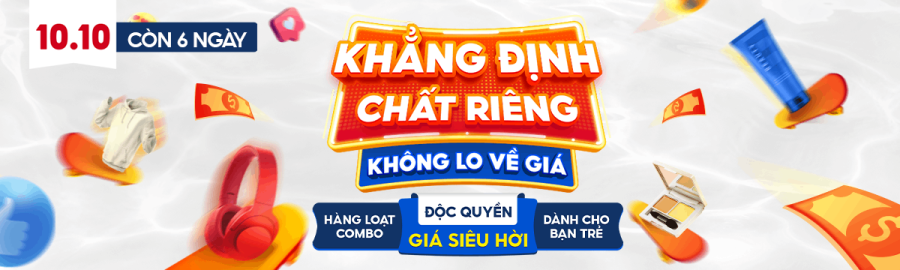 10.10 CÒN 6 NGÀY
KHẲNG ĐỊNH
CHẤT RIÊNG
KHÔNG LO VỀ GIÁ
HÀNG LOẠT
COMBO
ĐỘC QUYỀN
GIÁ SIÊU HỜI
DÀNH CHO
BẠN TRẺ